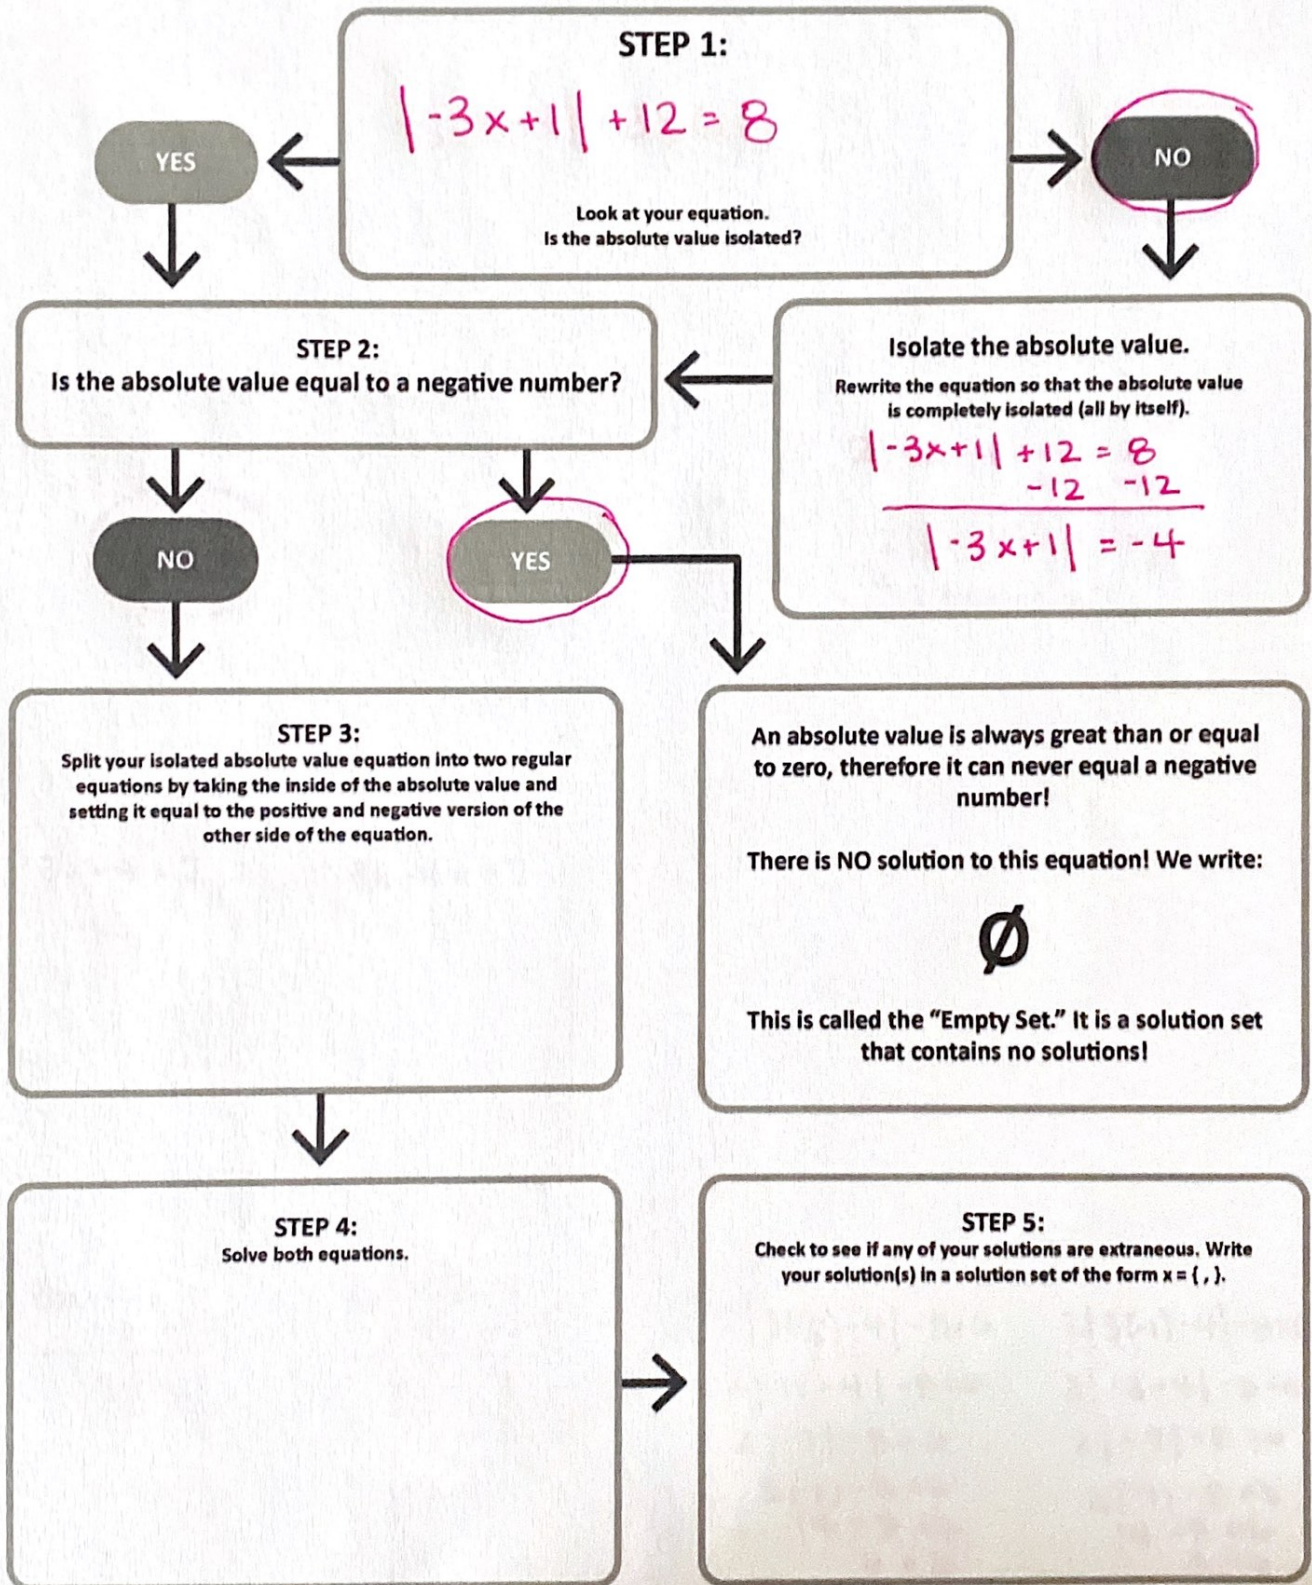 STEP 1:
|-3x+1| +12 = 8
Look at your equation.
Is the absolute value isolated?
YES
NO
STEP 2:
Is the absolute value equal to a negative number?
Isolate the absolute value.
Rewrite the equation so that the absolute value
is completely isolated (all by itself).
|-3x+1| +12 = 8
-12 -12
|-3x+1| = -4
NO
YES
STEP 3:
Split your isolated absolute value equation into two regular
equations by taking the inside of the absolute value and
setting it equal to the positive and negative version of the
other side of the equation.
An absolute value is always great than or equal
to zero, therefore it can never equal a negative
number!
There is NO solution to this equation! We write:
Ø
This is called the “Empty Set.” It is a solution set
that contains no solutions!
STEP 4:
Solve both equations.
STEP 5:
Check to see if any of your solutions are extraneous. Write
your solution(s) in a solution set of the form x = { , }.